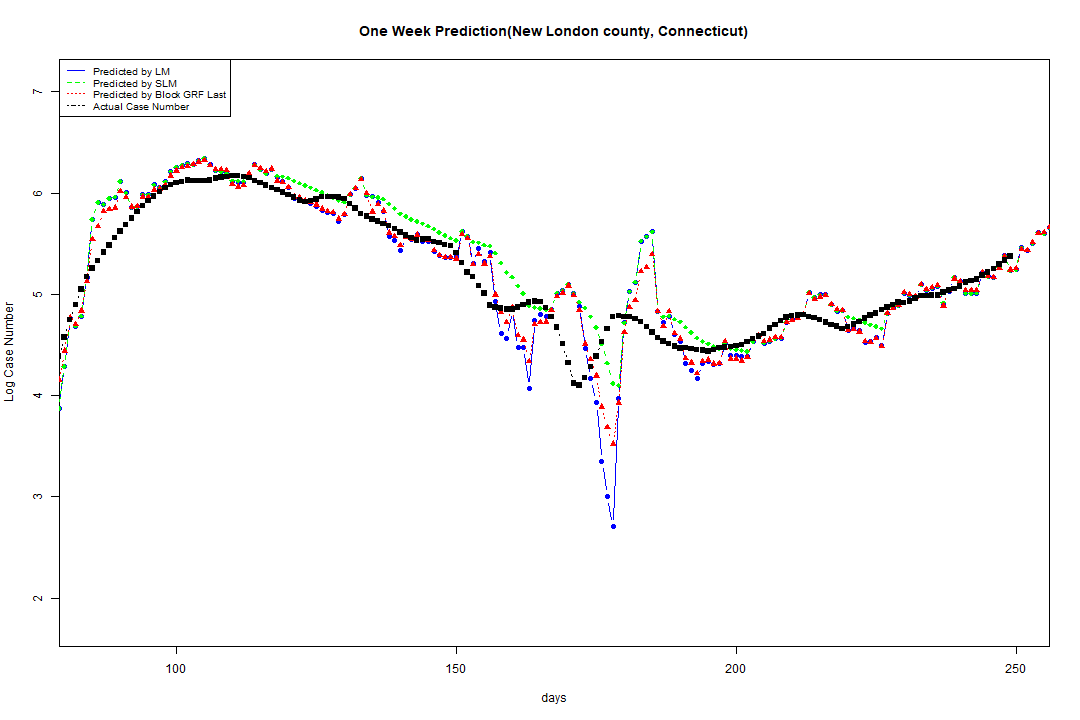 One Week Prediction(New London county, Connecticut)
Predicted by LM
Predicted by SLM
Predicted by Block GRF Last
Actual Case Number
Log Case Number
7
6
5
4
3
2
100 150 200 250
days